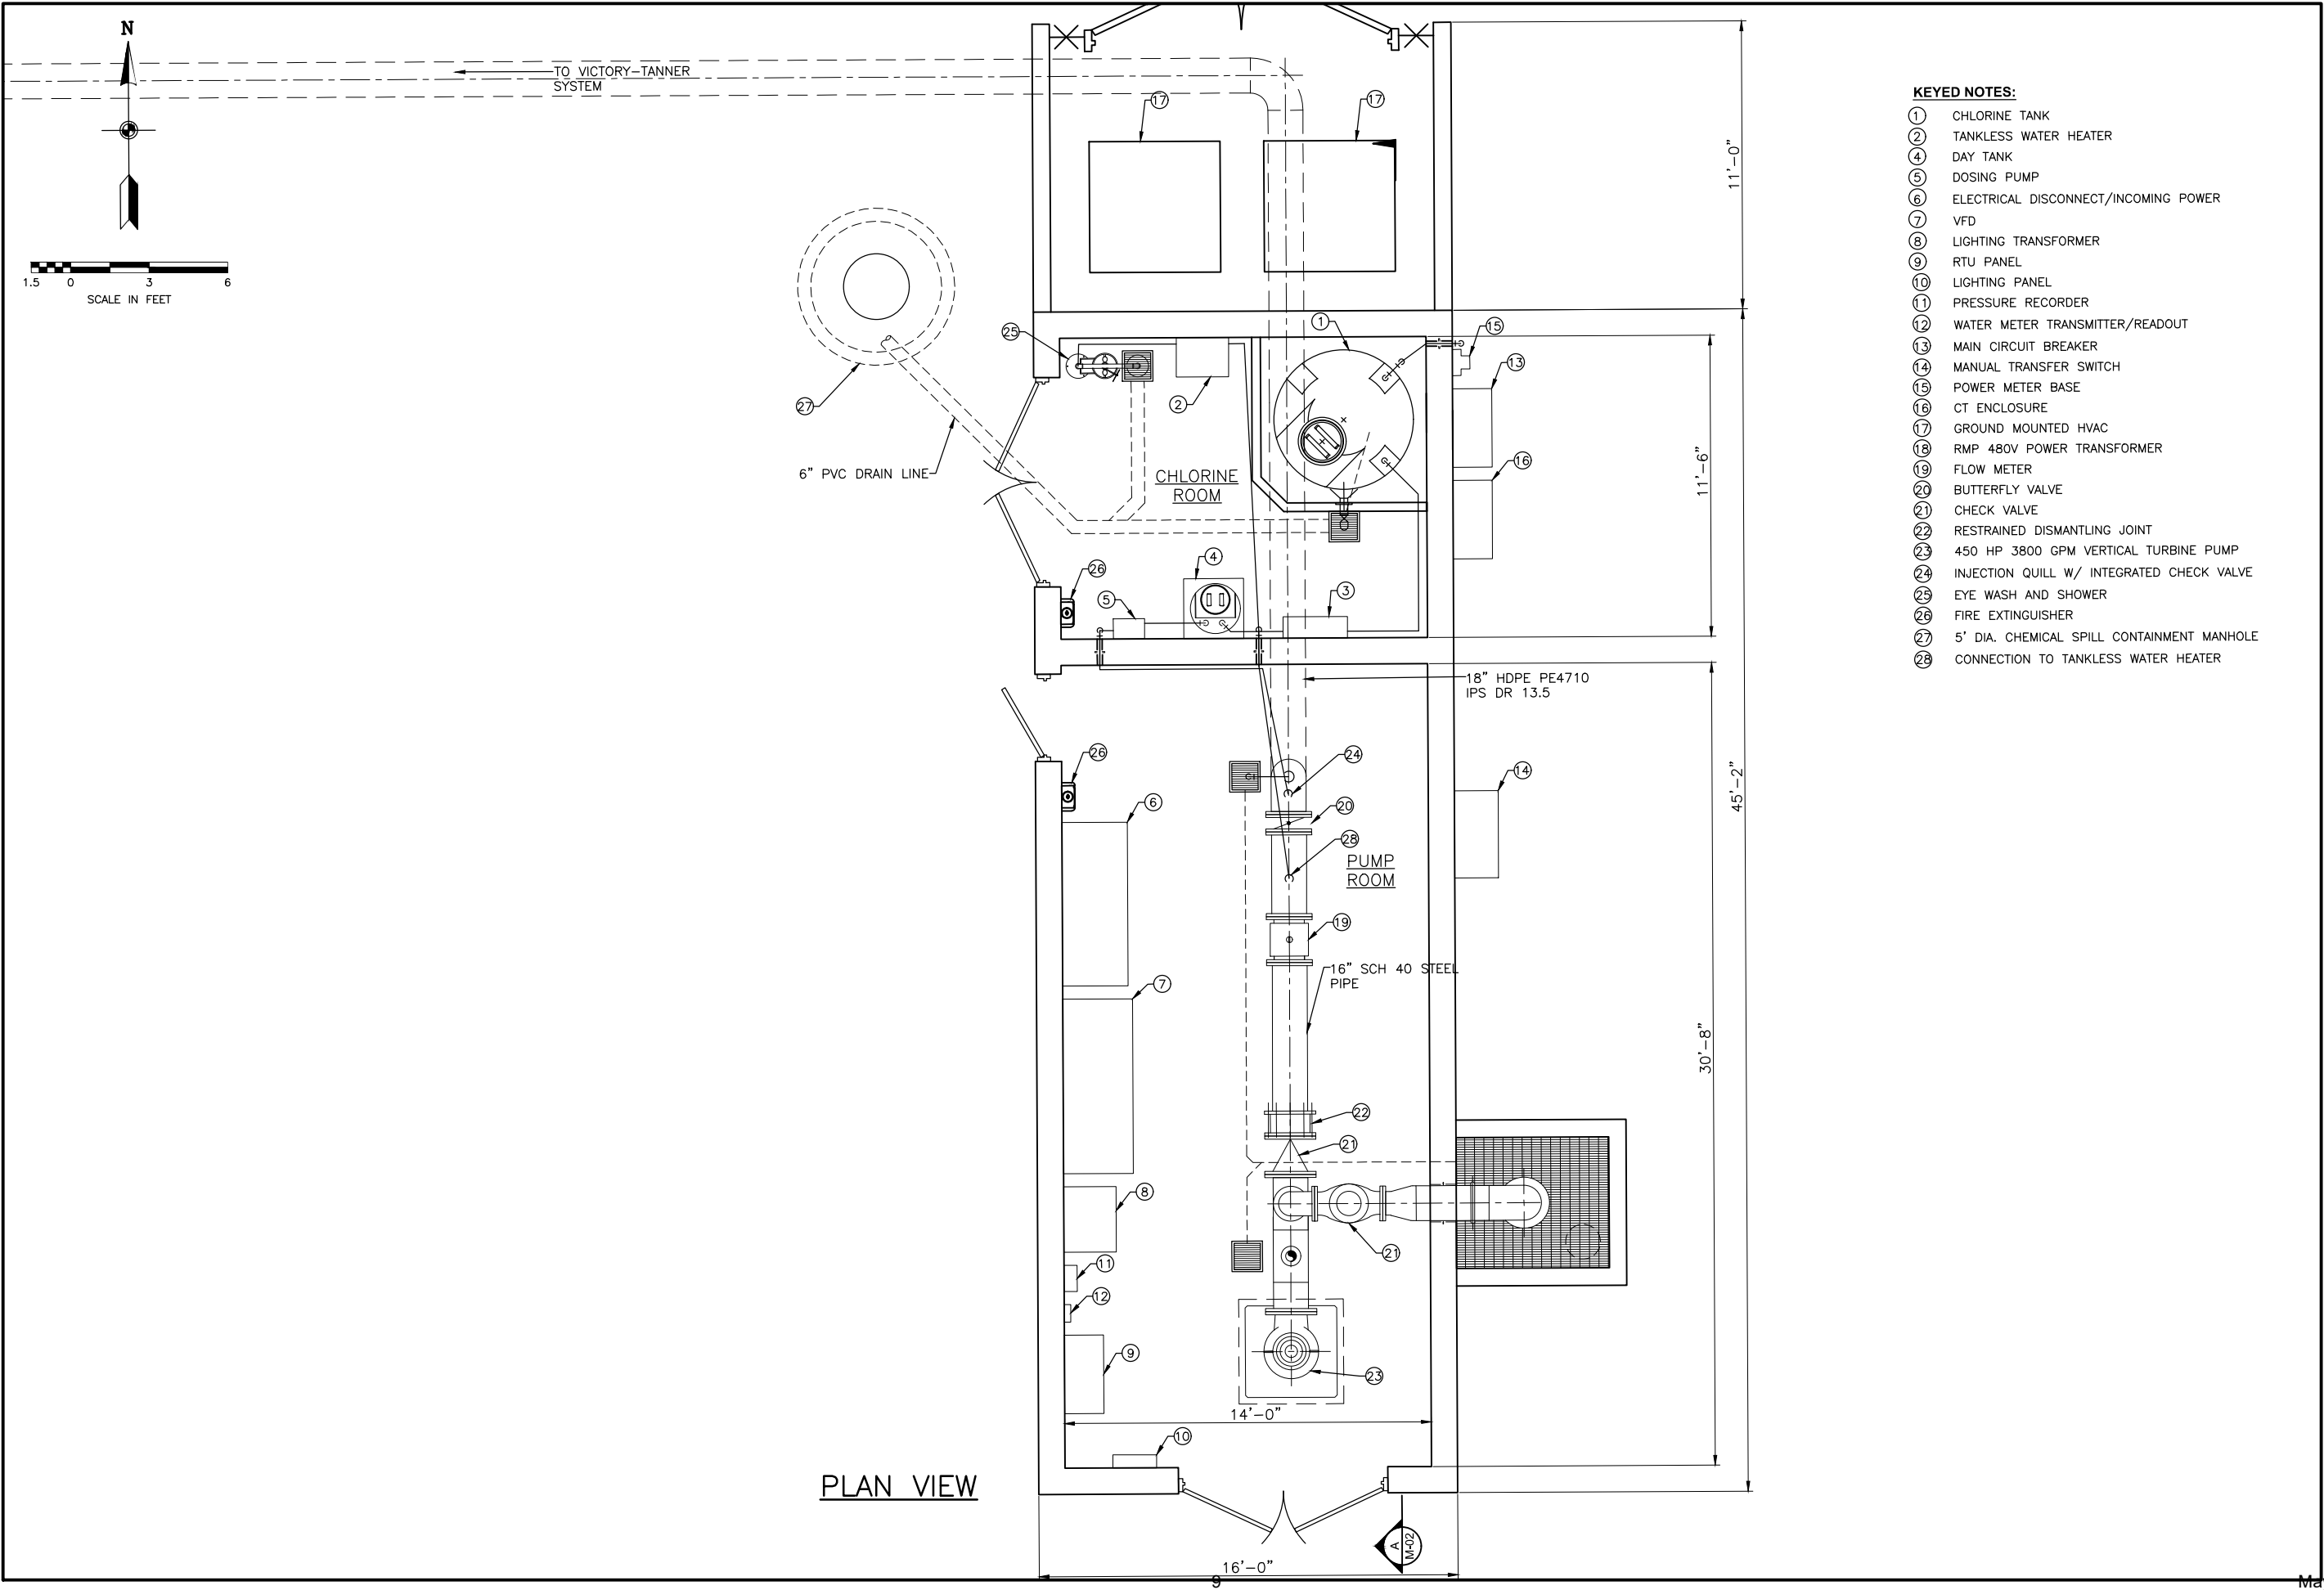 N
TO VICTORY-TANNER
SYSTEM
1.5 0 3 6
SCALE IN FEET
17
17
11'-0"
25
1
15
13
2
27
16
6" PVC DRAIN LINE
CHLORINE
ROOM
11'-6"
4
26
5
3
18" HDPE PE4710
IPS DR 13.5
26
24
14
6
20
28
PUMP
ROOM
45'-2"
19
16" SCH 40 STEEL
PIPE
7
30'-8"
22
21
8
21
11
12
9
23
14'-0"
10
PLAN VIEW
A
M-02
16'-0"
9
Ma
KEYED NOTES:
1 CHLORINE TANK
2 TANKLESS WATER HEATER
4 DAY TANK
5 DOSING PUMP
6 ELECTRICAL DISCONNECT/INCOMING POWER
7 VFD
8 LIGHTING TRANSFORMER
9 RTU PANEL
10 LIGHTING PANEL
11 PRESSURE RECORDER
12 WATER METER TRANSMITTER/READOUT
13 MAIN CIRCUIT BREAKER
14 MANUAL TRANSFER SWITCH
15 POWER METER BASE
16 CT ENCLOSURE
17 GROUND MOUNTED HVAC
18 RMP 480V POWER TRANSFORMER
19 FLOW METER
20 BUTTERFLY VALVE
21 CHECK VALVE
22 RESTRAINED DISMANTLING JOINT
23 450 HP 3800 GPM VERTICAL TURBINE PUMP
24 INJECTION QUILL W/ INTEGRATED CHECK VALVE
25 EYE WASH AND SHOWER
26 FIRE EXTINGUISHER
27 5' DIA. CHEMICAL SPILL CONTAINMENT MANHOLE
28 CONNECTION TO TANKLESS WATER HEATER